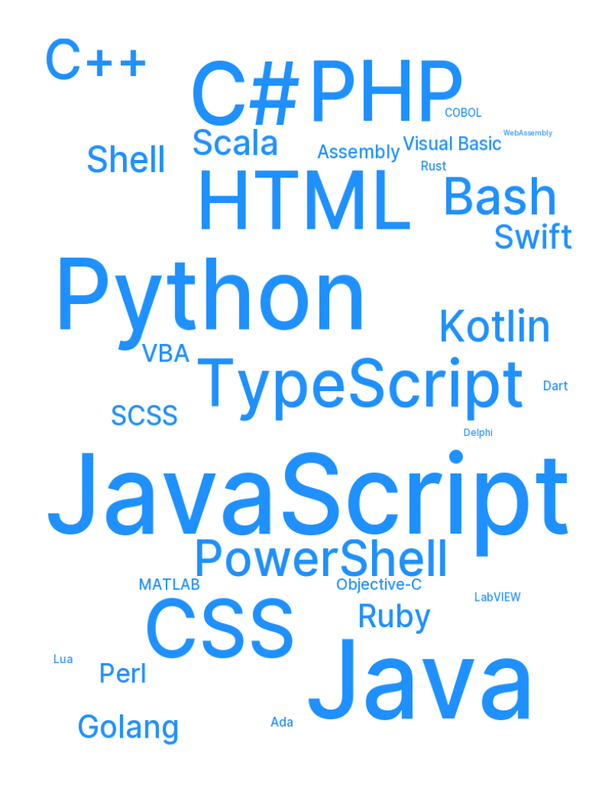 C++
C#
PHP
COBOL
WebAssembly
Scala
Visual Basic
Assembly
Shell
Rust
HTML
Bash
Swift
Python
Kotlin
VBA
TypeScript
Dart
SCSS
Delphi
JavaScript
PowerShell
MATLAB
Objective-C
LabVIEW
CSS
Ruby
Lua
Perl
Java
Golang
Ada